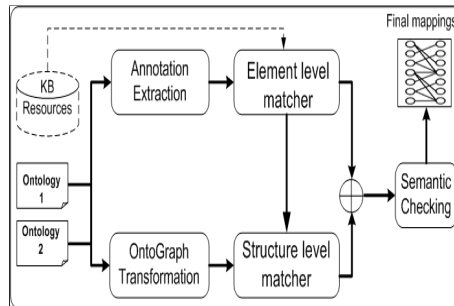 Final mappings
KB
Resources
Annotation
Extraction
Element level
matcher
Ontology
1
Ontology
2
OntoGraph
Transformation
Structure level
matcher
Semantic
Checking